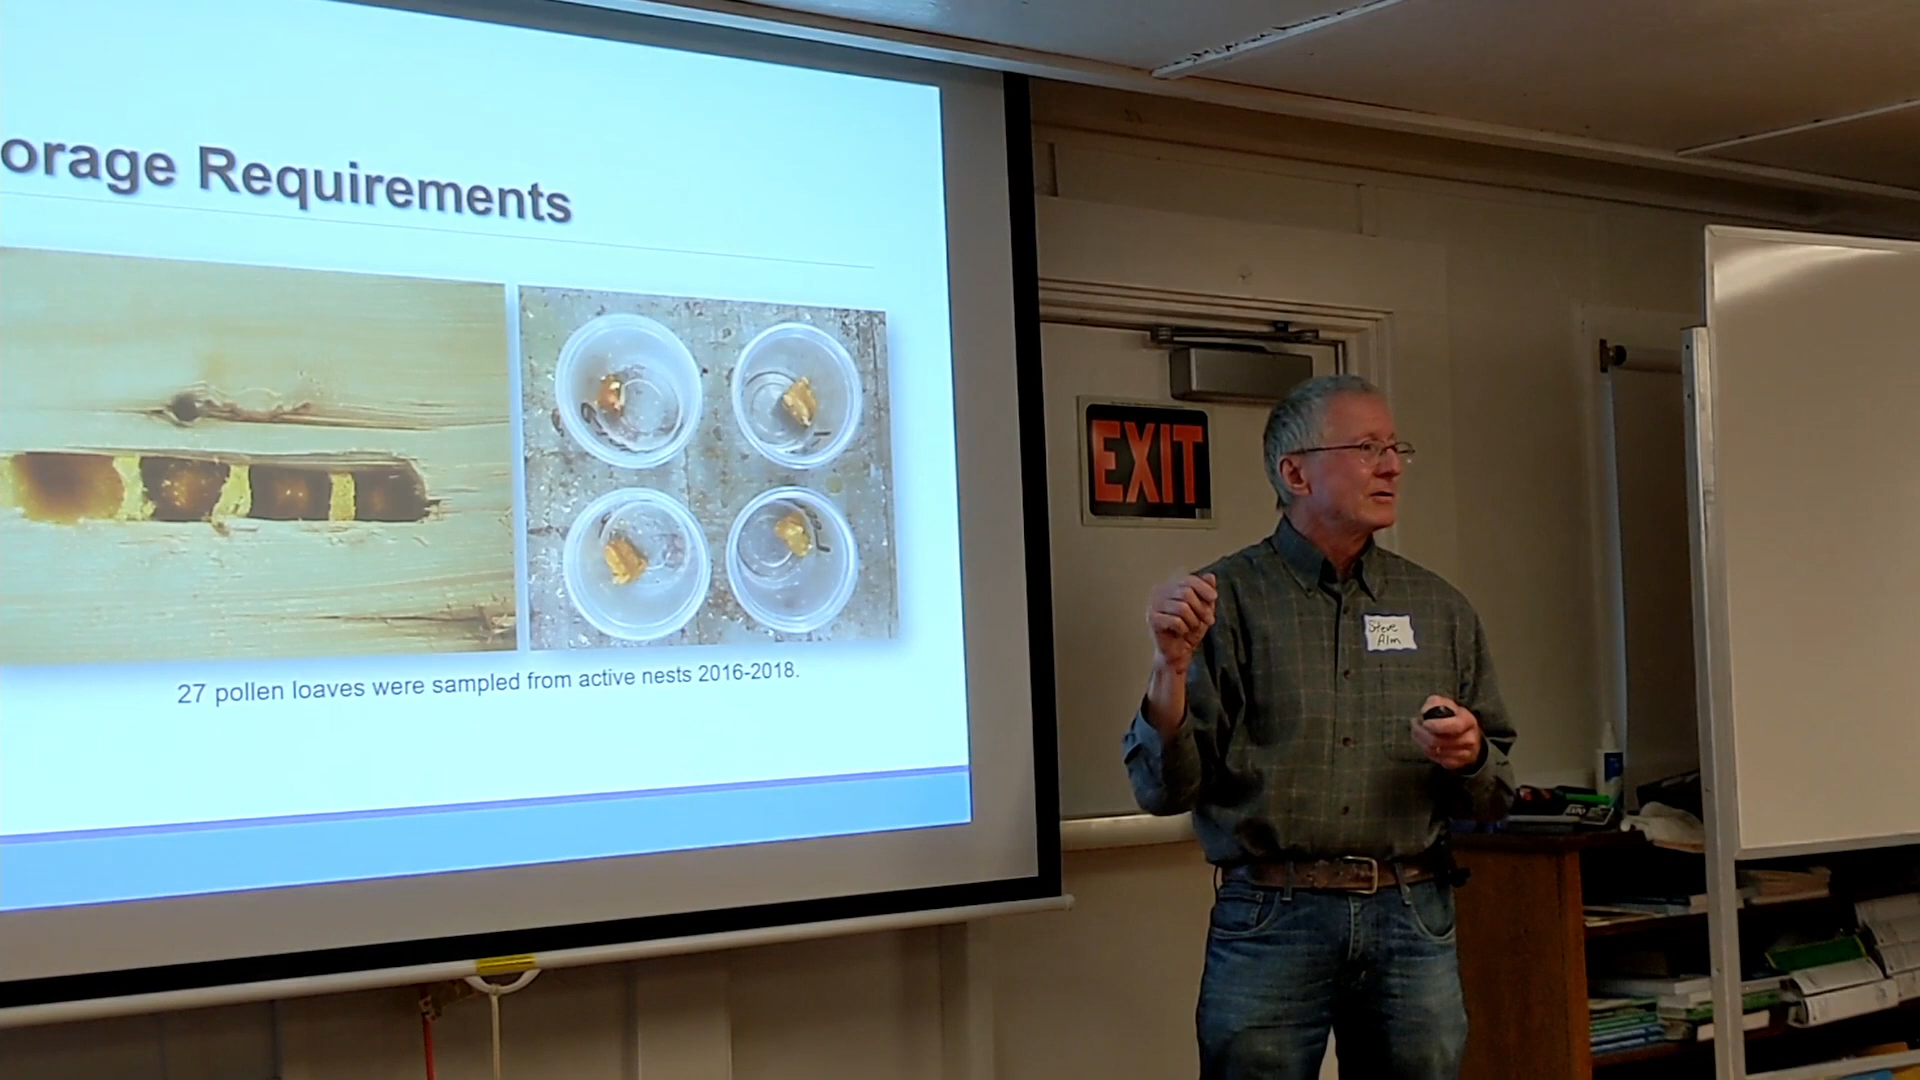 orage Requirements
27 pollen loaves were sampled from active nests 2016-2018.
EXIT
Steve
Alm